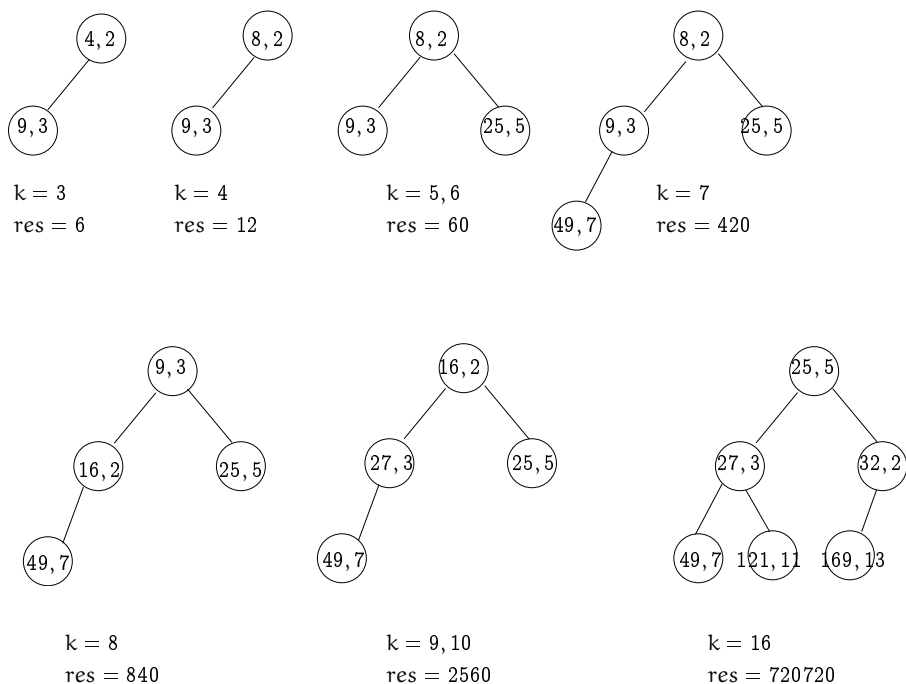 4, 2
9, 3
k = 3
res = 6
8, 2
9, 3
k = 4
res = 12
8, 2
9, 3
25, 5
k = 5, 6
res = 60
8, 2
9, 3
25, 5
49, 7
k = 7
res = 420
9, 3
16, 2
25, 5
49, 7
k = 8
res = 840
16, 2
27, 3
25, 5
49, 7
k = 9, 10
res = 2560
25, 5
27, 3
32, 2
49, 7
121, 11
169, 13
k = 16
res = 720720